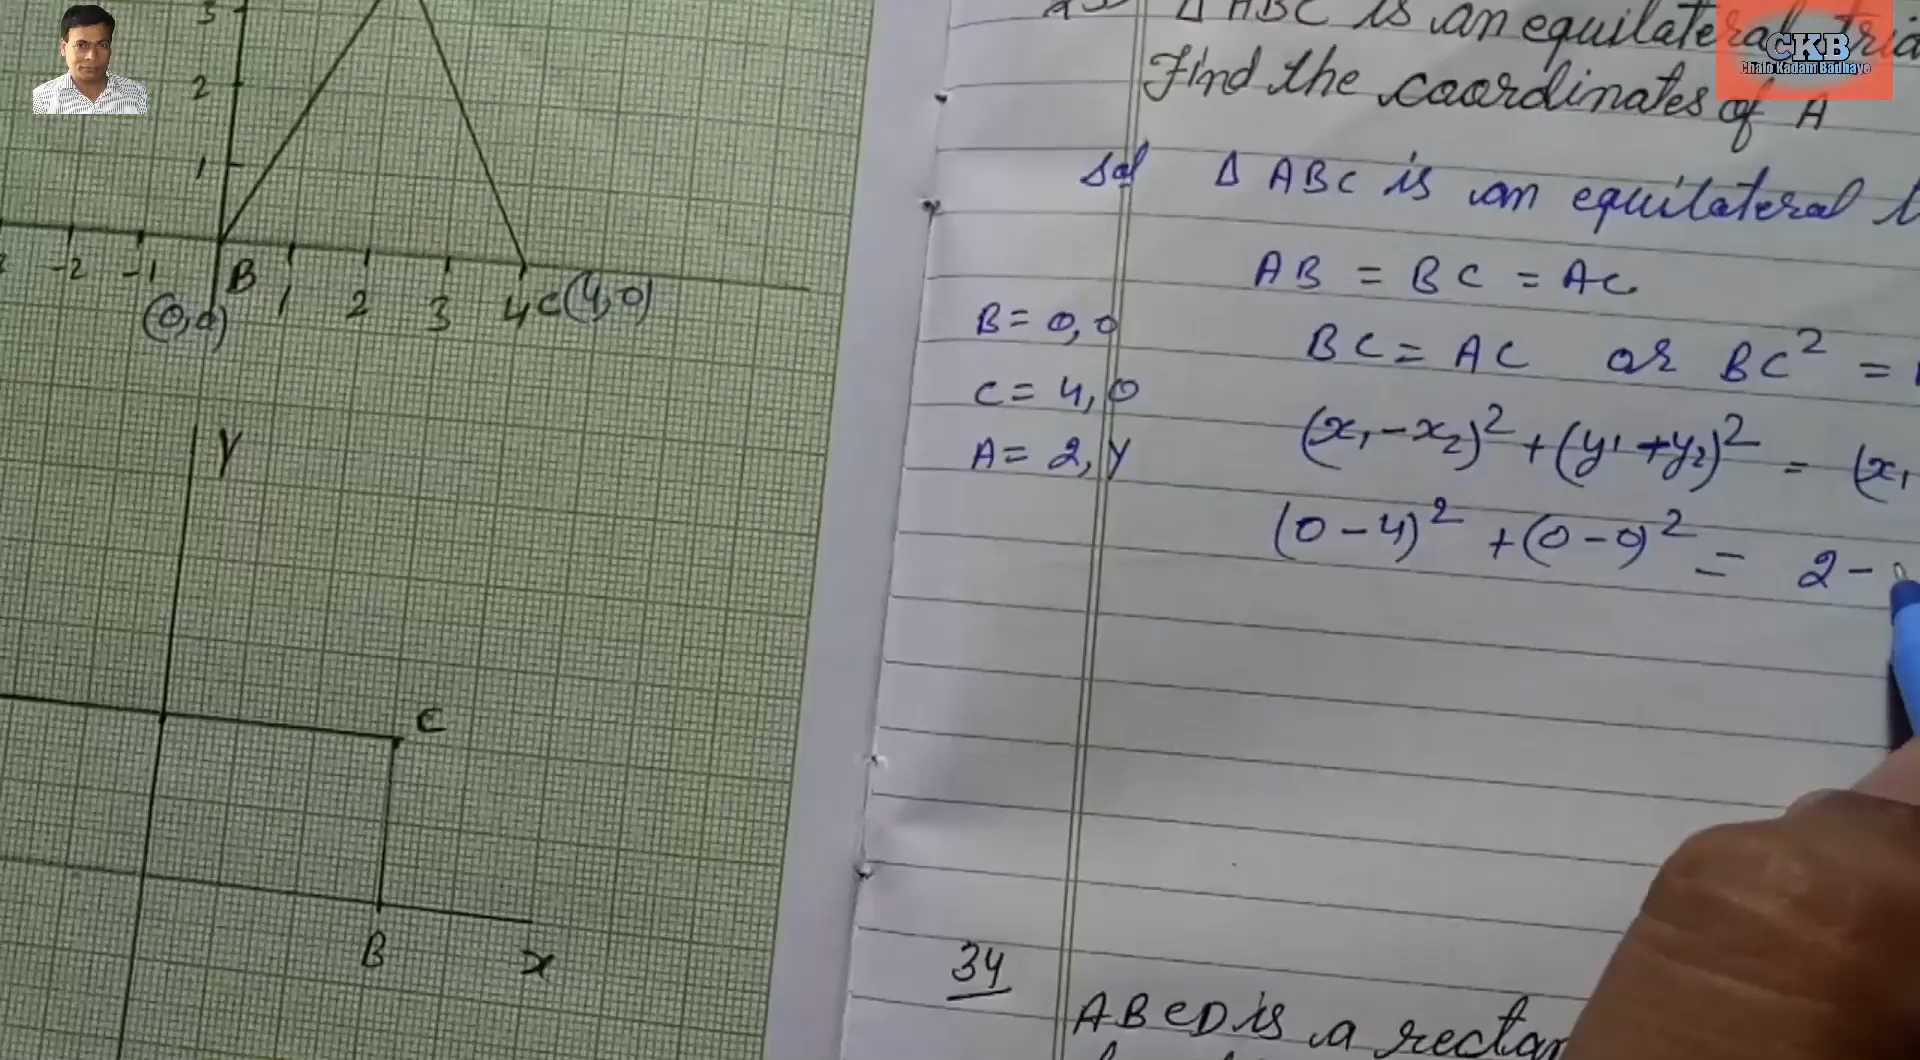 3
2
1
-2 -1 B 1 2 3 4 C (4,0)
(0,0)
Y
C
B x
Δ ABC is an equilateral tria
Find the coordinates of A
Sol Δ ABC is an equilateral t
AB = BC = AC
B = 0, 0
BC = AC or BC² =
C = 4, 0
(x₁-x₂)² + (y₁+y₂)² = (x₁
A = 2, Y
(0-4)² + (0-0)² = 2-
34
ABCD is a rectan
CKB
Chalo Kadam Badhaye